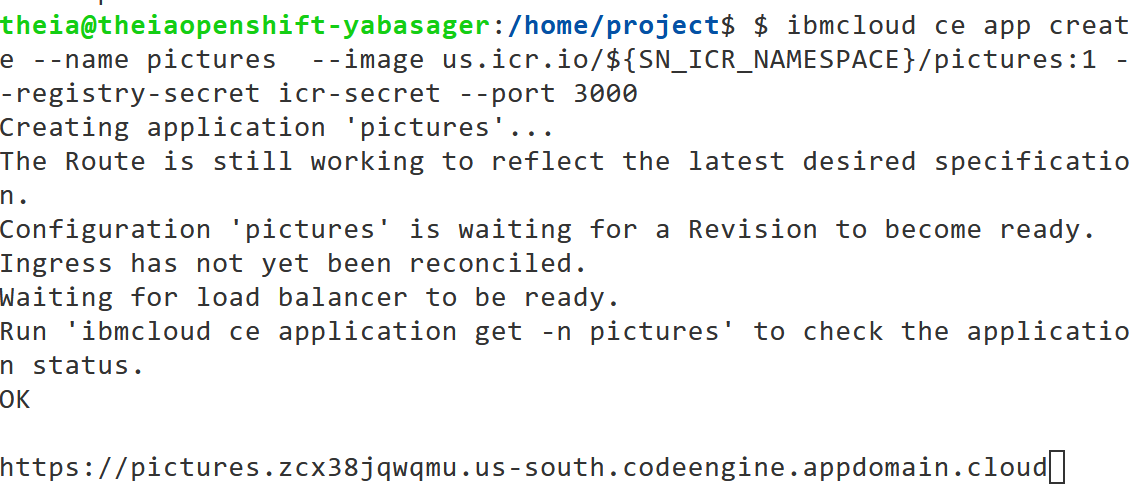 theia@theiaopenshift-yabasager:/home/project$ $ ibmcloud ce app creat
e --name pictures  --image us.icr.io/${SN_ICR_NAMESPACE}/pictures:1 -
-registry-secret icr-secret --port 3000
Creating application 'pictures'...
The Route is still working to reflect the latest desired specificatio
n.
Configuration 'pictures' is waiting for a Revision to become ready.
Ingress has not yet been reconciled.
Waiting for load balancer to be ready.
Run 'ibmcloud ce application get -n pictures' to check the applicatio
n status.
OK
https://pictures.zcx38jqwqmu.us-south.codeengine.appdomain.cloud